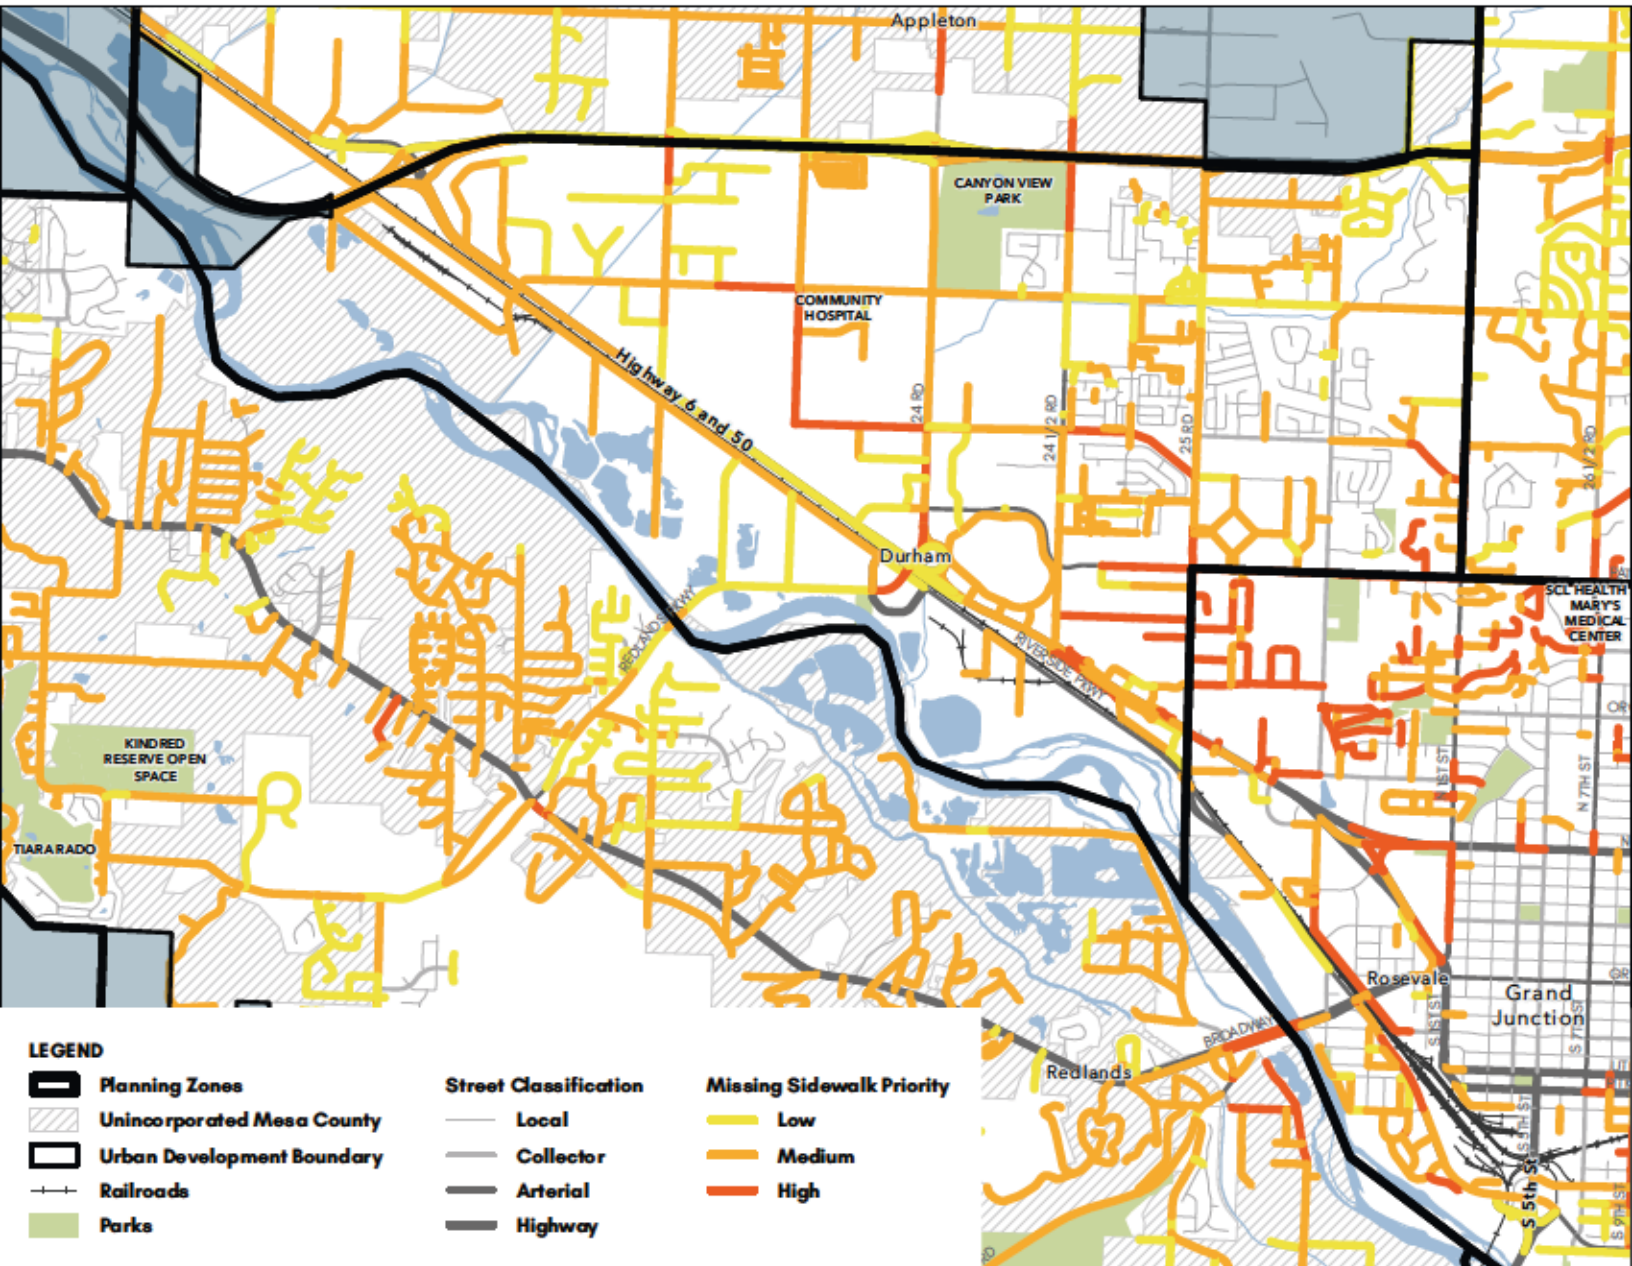 Appleton
CANYON VIEW
PARK
COMMUNITY
HOSPITAL
Highway 6 and 50
24 RD
24 1/2 RD
25 RD
26 1/2 RD
Durham
SCL HEALTH
MARY'S
MEDICAL
CENTER
REDLANDS PKWY
RIVERSIDE PKWY
KINDRED
RESERVE OPEN
SPACE
N 1ST ST
N 7TH ST
TIARA RADO
Rosevale
Grand
Junction
S 1ST ST
S 7TH ST
BROADWAY
Redlands
S 5TH ST
S 5th St
S 9TH ST
RD
LEGEND
Planning Zones
Unincorporated Mesa County
Urban Development Boundary
Railroads
Parks
Street Classification
Local
Collector
Arterial
Highway
Missing Sidewalk Priority
Low
Medium
High